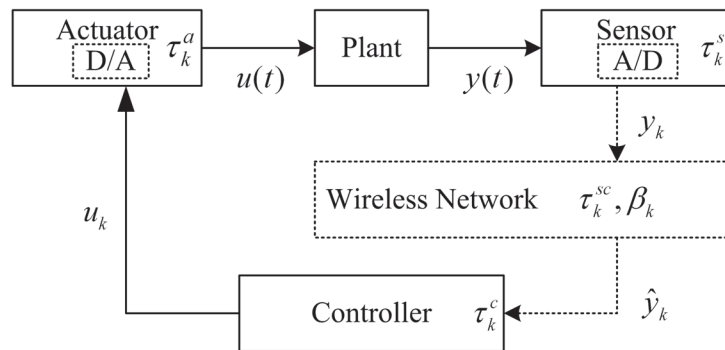 Actuator
D/A
τ_k^a
u(t)
Plant
y(t)
Sensor
A/D
τ_k^s
y_k
Wireless Network τ_k^{sc}, β_k
u_k
ŷ_k
Controller τ_k^c